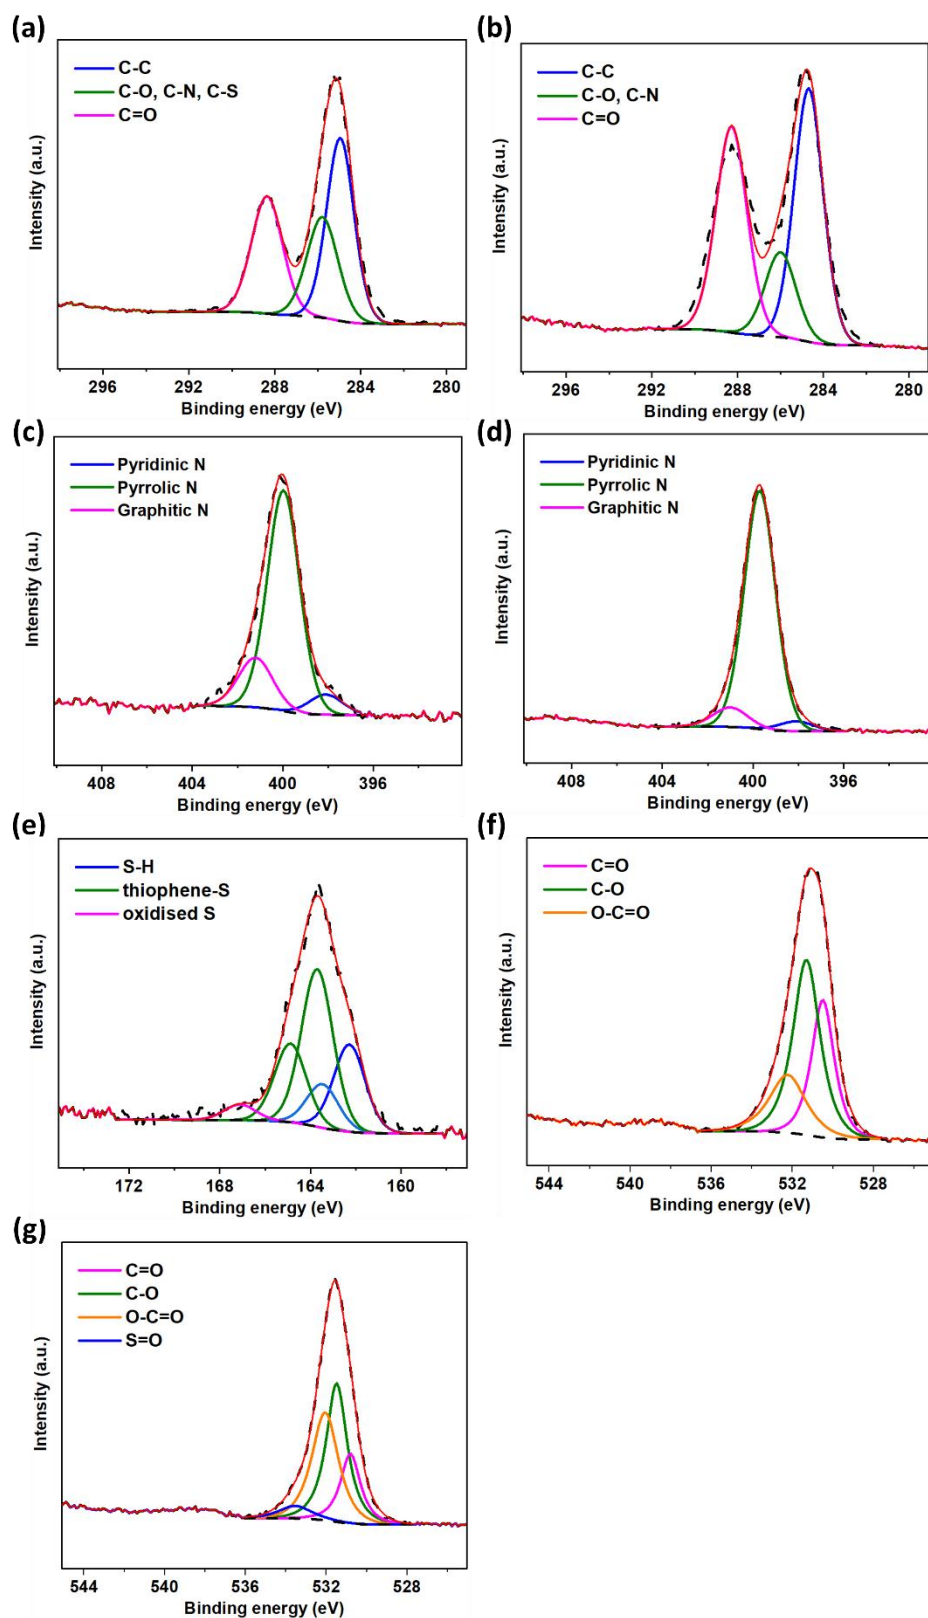 (a)
C-C
C-O, C-N, C-S
C=O
Intensity (a.u.)
296 292 288 284 280
Binding energy (eV)
(b)
C-C
C-O, C-N
C=O
Intensity (a.u.)
296 292 288 284 280
Binding energy (eV)
(c)
Pyridinic N
Pyrrolic N
Graphitic N
Intensity (a.u.)
408 404 400 396
Binding energy (eV)
(d)
Pyridinic N
Pyrrolic N
Graphitic N
Intensity (a.u.)
408 404 400 396
Binding energy (eV)
(e)
S-H
thiophene-S
oxidised S
Intensity (a.u.)
172 168 164 160
Binding energy (eV)
(f)
C=O
C-O
O-C=O
Intensity (a.u.)
544 540 536 532 528
Binding energy (eV)
(g)
C=O
C-O
O-C=O
S=O
Intensity (a.u.)
544 540 536 532 528
Binding energy (eV)